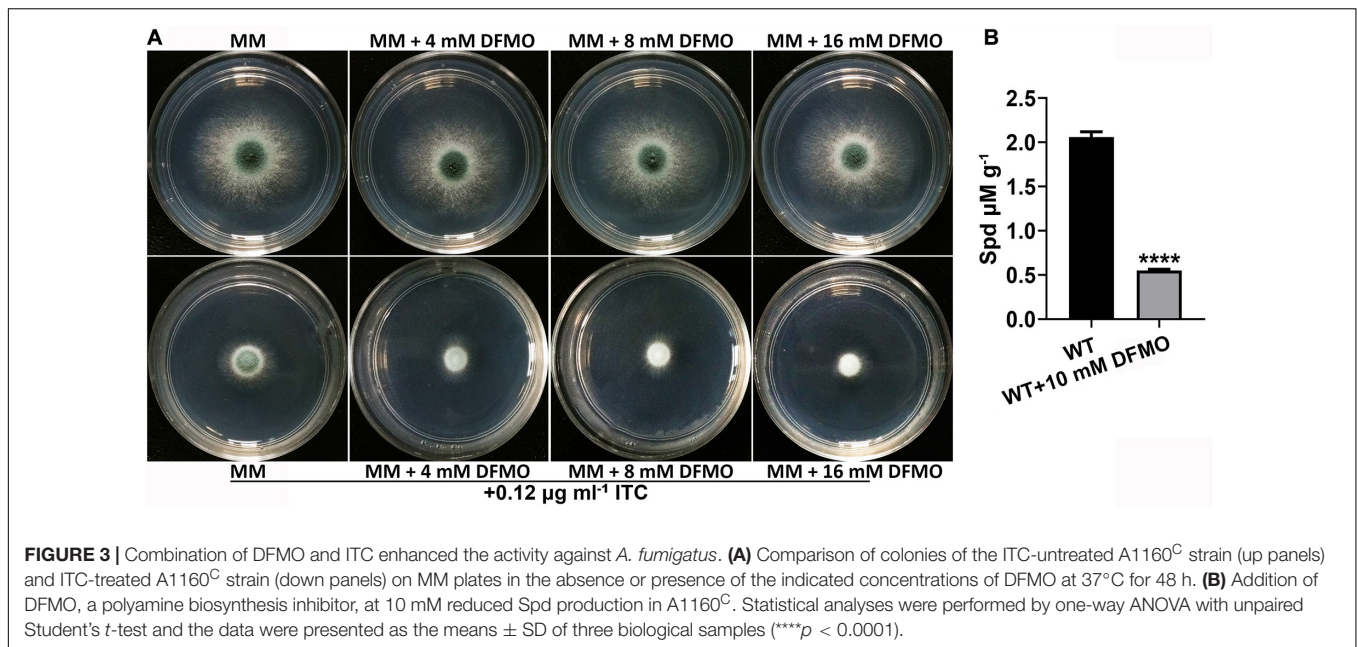 A
MM MM + 4 mM DFMO MM + 8 mM DFMO MM + 16 mM DFMO
MM MM + 4 mM DFMO MM + 8 mM DFMO MM + 16 mM DFMO
+0.12 µg ml⁻¹ ITC
B
Spd µM g⁻¹
2.5
2.0
1.5
1.0
0.5
0.0
****
WT
WT+10 mM DFMO
FIGURE 3 | Combination of DFMO and ITC enhanced the activity against A. fumigatus. (A) Comparison of colonies of the ITC-untreated A1160ᶜ strain (up panels)
and ITC-treated A1160ᶜ strain (down panels) on MM plates in the absence or presence of the indicated concentrations of DFMO at 37°C for 48 h. (B) Addition of
DFMO, a polyamine biosynthesis inhibitor, at 10 mM reduced Spd production in A1160ᶜ. Statistical analyses were performed by one-way ANOVA with unpaired
Student's t-test and the data were presented as the means ± SD of three biological samples (****p < 0.0001).